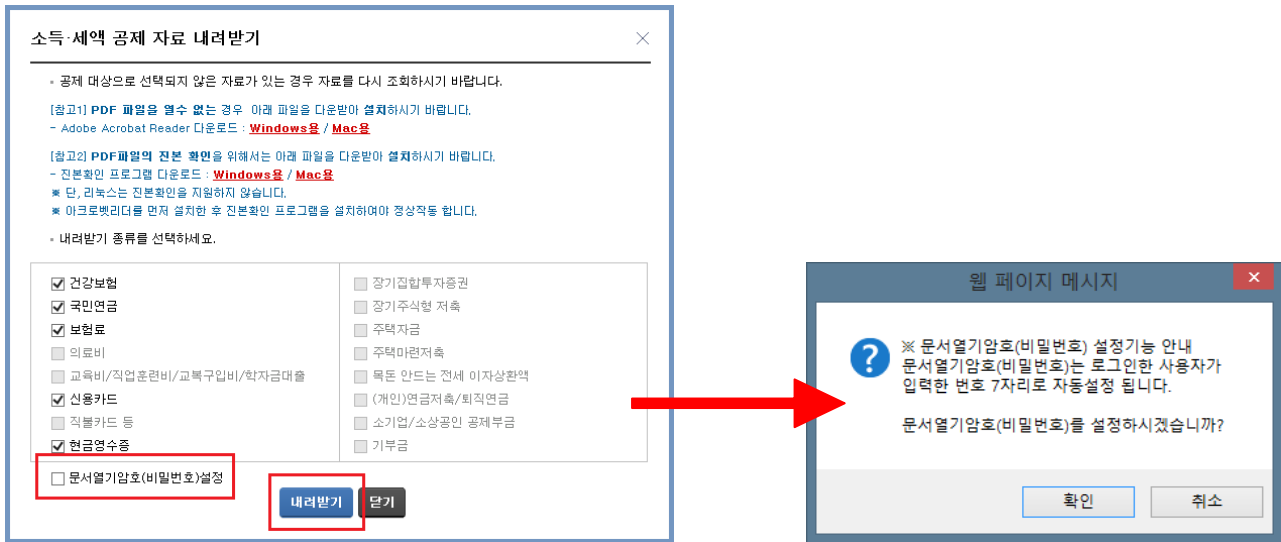 소득·세액 공제 자료 내려받기
공제 대상으로 선택되지 않은 자료가 있는 경우 자료를 다시 조회하시기 바랍니다.
[참고1] PDF 파일을 열수 없는 경우 아래 파일을 다운받아 설치하시기 바랍니다.
- Adobe Acrobat Reader 다운로드 : Windows용 / Mac용
[참고2] PDF파일의 진본 확인을 위해서는 아래 파일을 다운받아 설치하시기 바랍니다.
- 진본확인 프로그램 다운로드 : Windows용 / Mac용
※ 단, 리눅스는 진본확인을 지원하지 않습니다.
※ 아크로벳리더를 먼저 설치한 후 진본확인 프로그램을 설치하여야 정상작동 합니다.
내려받기 종류를 선택하세요.
건강보험
국민연금
보험료
의료비
교육비/직업훈련비/교복구입비/학자금대출
신용카드
직불카드 등
현금영수증
장기집합투자증권
장기주식형 저축
주택자금
주택마련저축
목돈 안드는 전세 이자상환액
(개인)연금저축/퇴직연금
소기업/소상공인 공제부금
기부금
문서열기암호(비밀번호)설정
내려받기
닫기
웹 페이지 메시지
※ 문서열기암호(비밀번호) 설정기능 안내
문서열기암호(비밀번호)는 로그인한 사용자가
입력한 번호 7자리로 자동설정 됩니다.
문서열기암호(비밀번호)를 설정하시겠습니까?
확인
취소